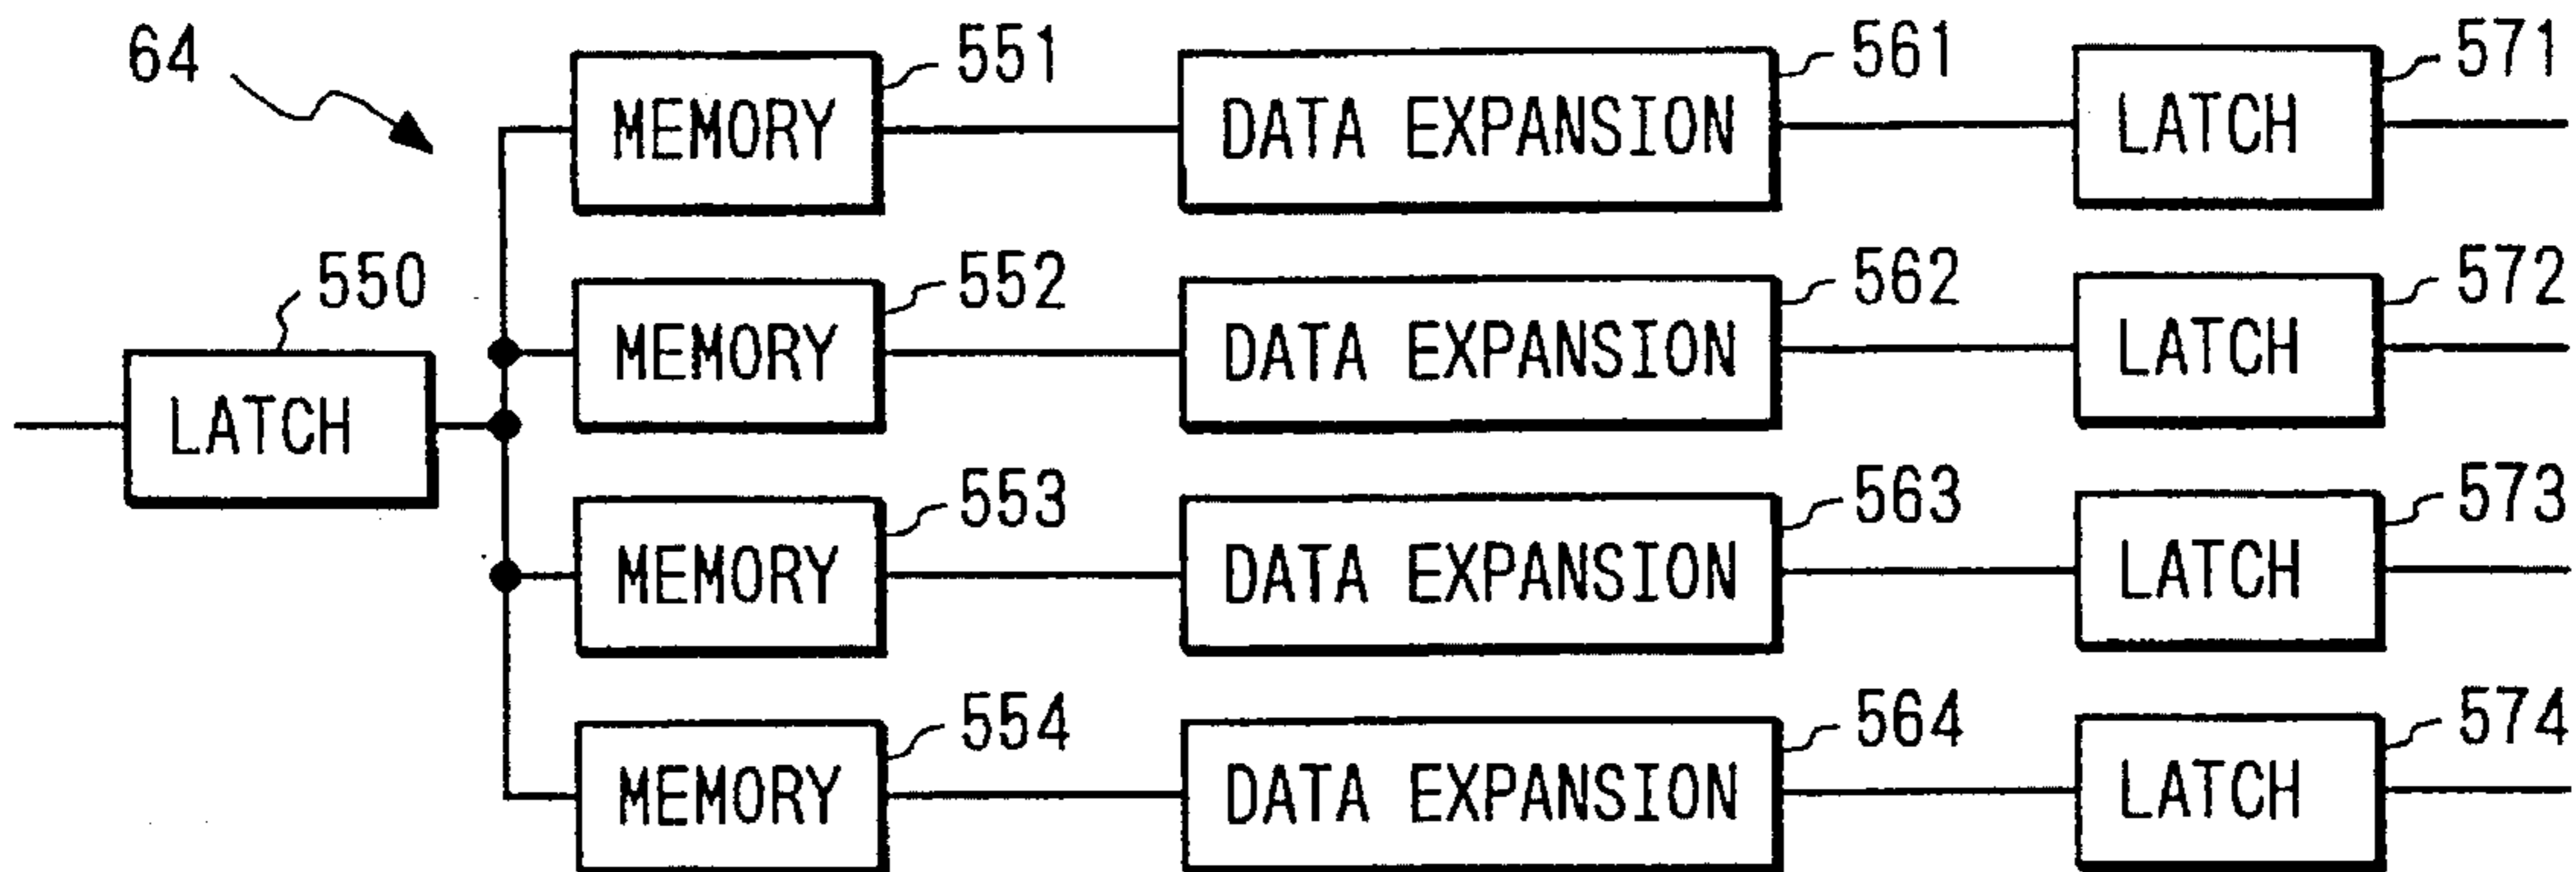 64
551
561
571
MEMORY
DATA EXPANSION
LATCH
550
552
562
572
MEMORY
DATA EXPANSION
LATCH
LATCH
553
563
573
MEMORY
DATA EXPANSION
LATCH
554
564
574
MEMORY
DATA EXPANSION
LATCH